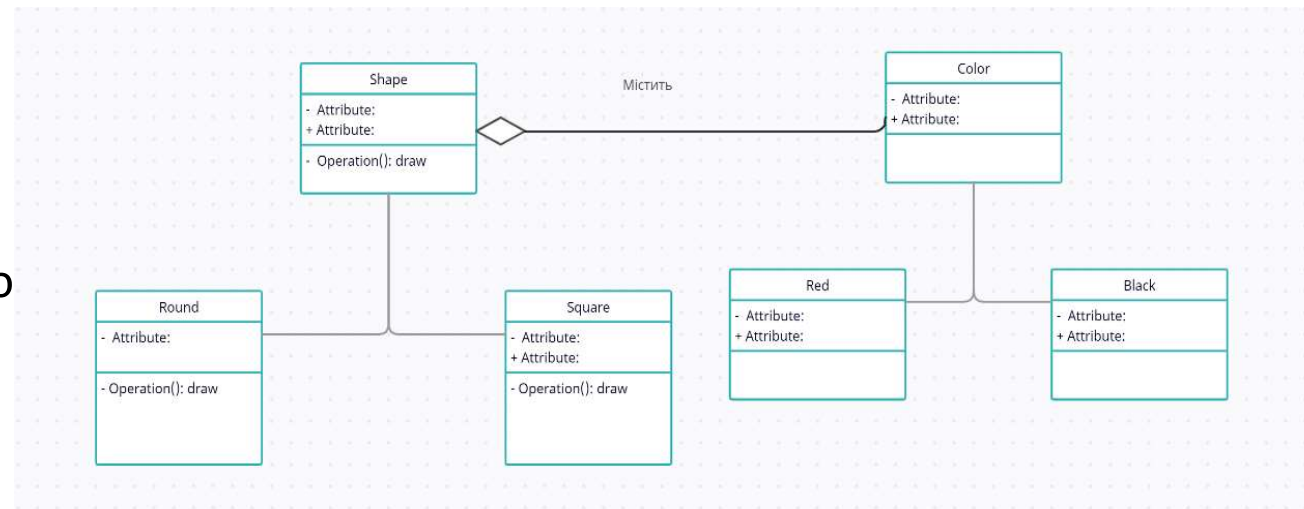 Shape
- Attribute:
+ Attribute:
- Operation(): draw
Містить
Color
- Attribute:
+ Attribute:
Round
- Attribute:
- Operation(): draw
Square
- Attribute:
+ Attribute:
- Operation(): draw
Red
- Attribute:
+ Attribute:
Black
- Attribute:
+ Attribute: